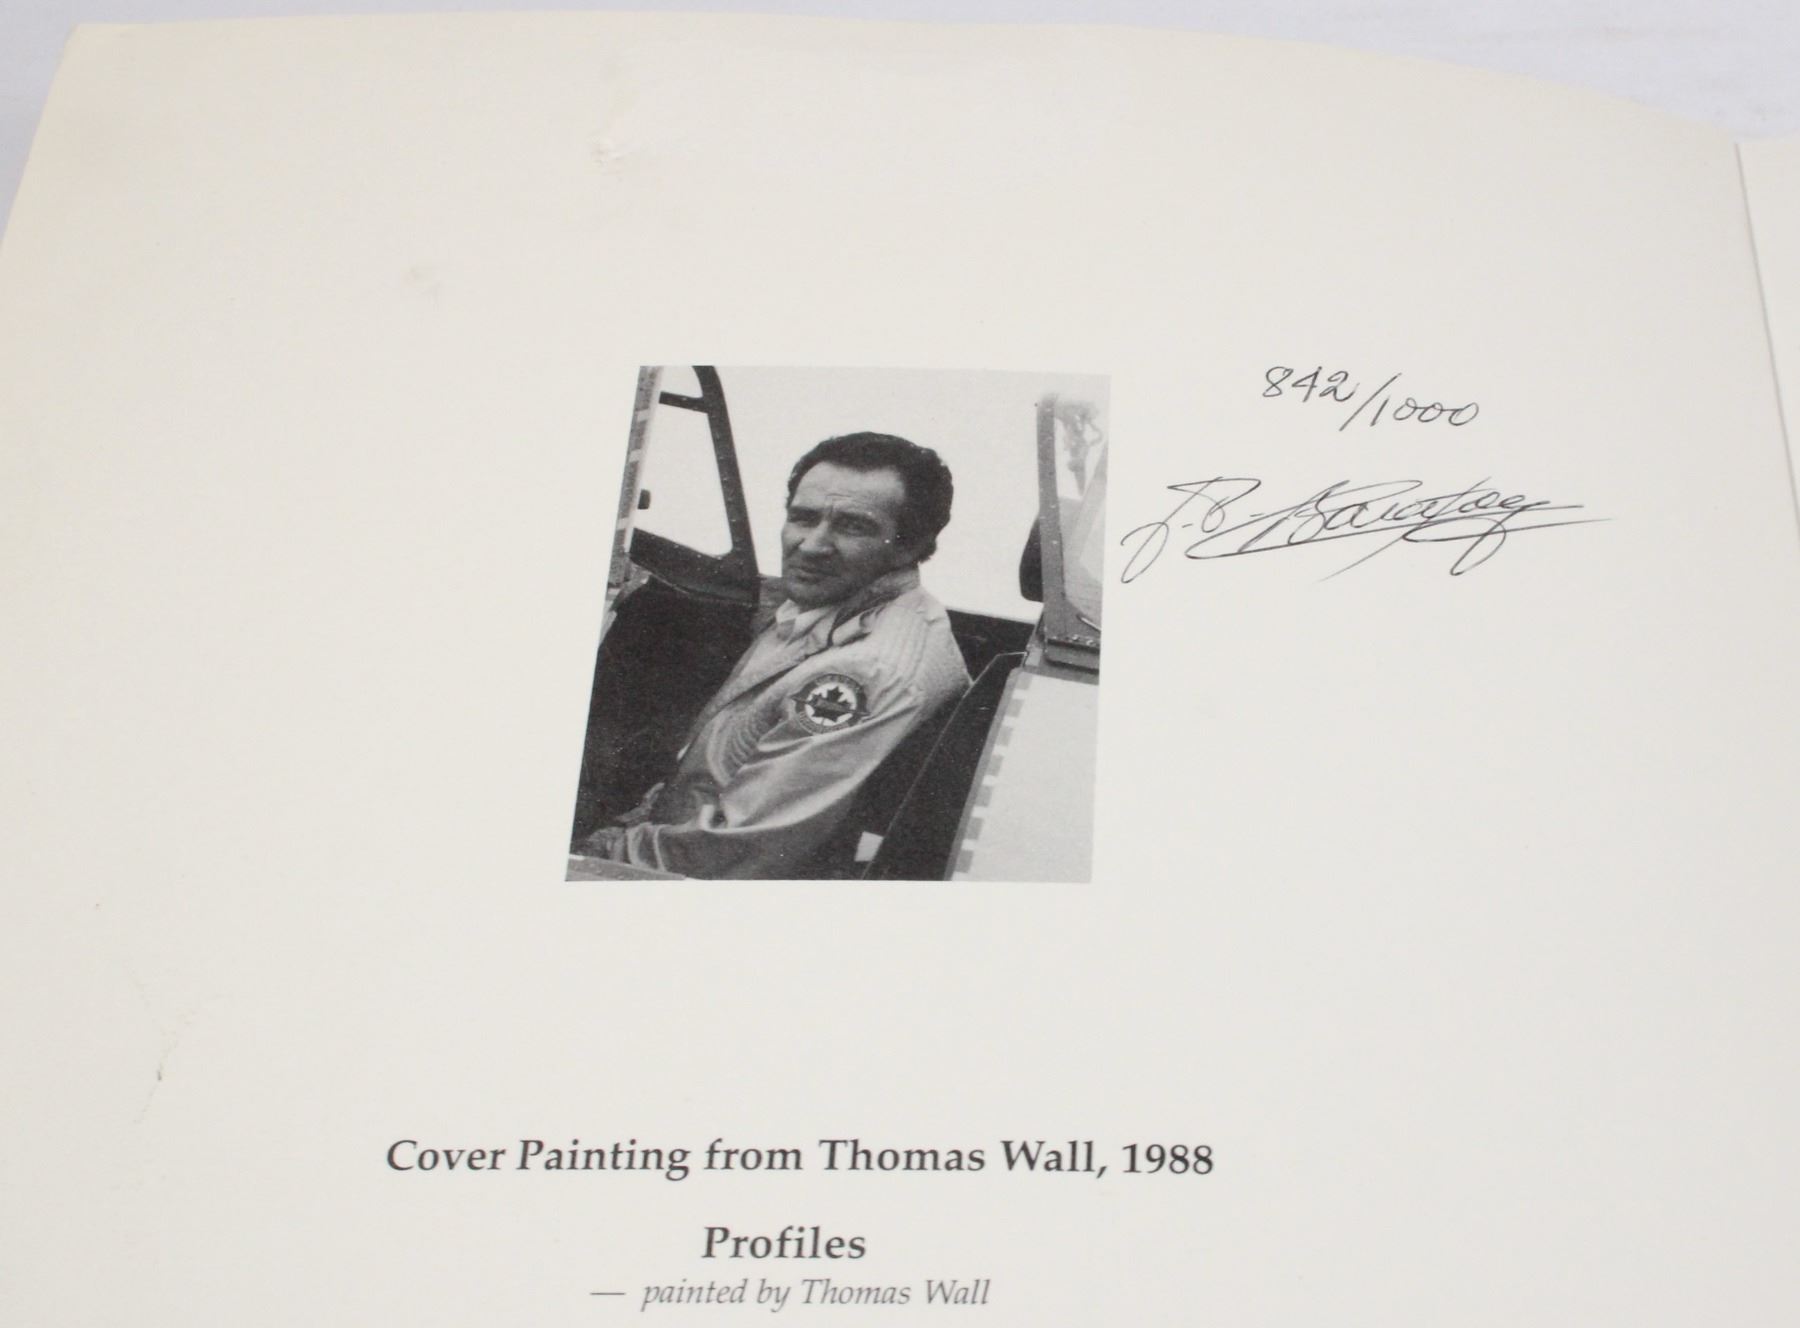 842/1000
Cover Painting from Thomas Wall, 1988
Profiles
— painted by Thomas Wall